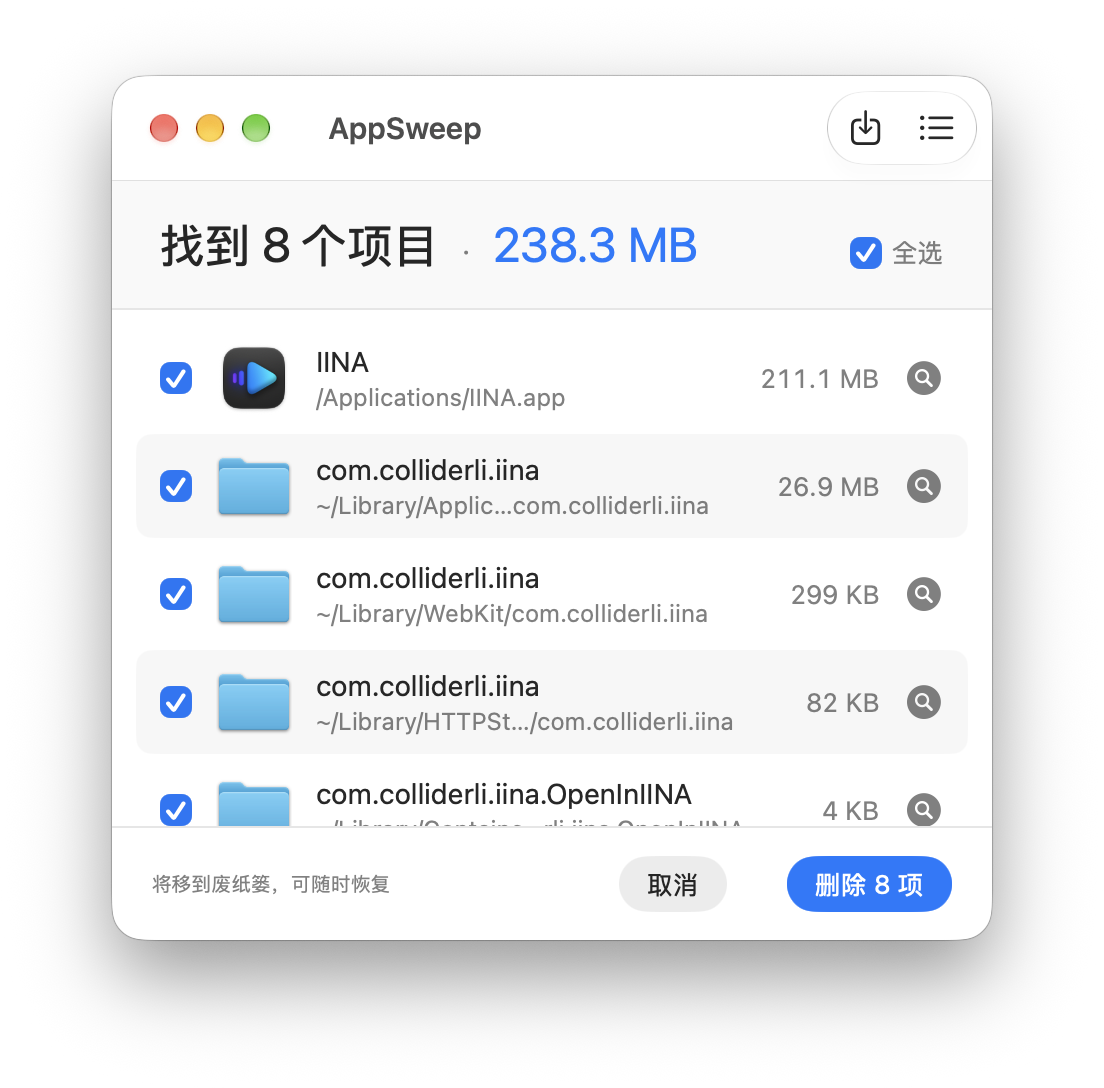 AppSweep
找到 8 个项目 · 238.3 MB
全选
IINA
/Applications/IINA.app
211.1 MB
com.colliderli.iina
~/Library/Applic...com.colliderli.iina
26.9 MB
com.colliderli.iina
~/Library/WebKit/com.colliderli.iina
299 KB
com.colliderli.iina
~/Library/HTTPSt.../com.colliderli.iina
82 KB
com.colliderli.iina.OpenInIINA
4 KB
将移到废纸篓，可随时恢复
取消
删除 8 项